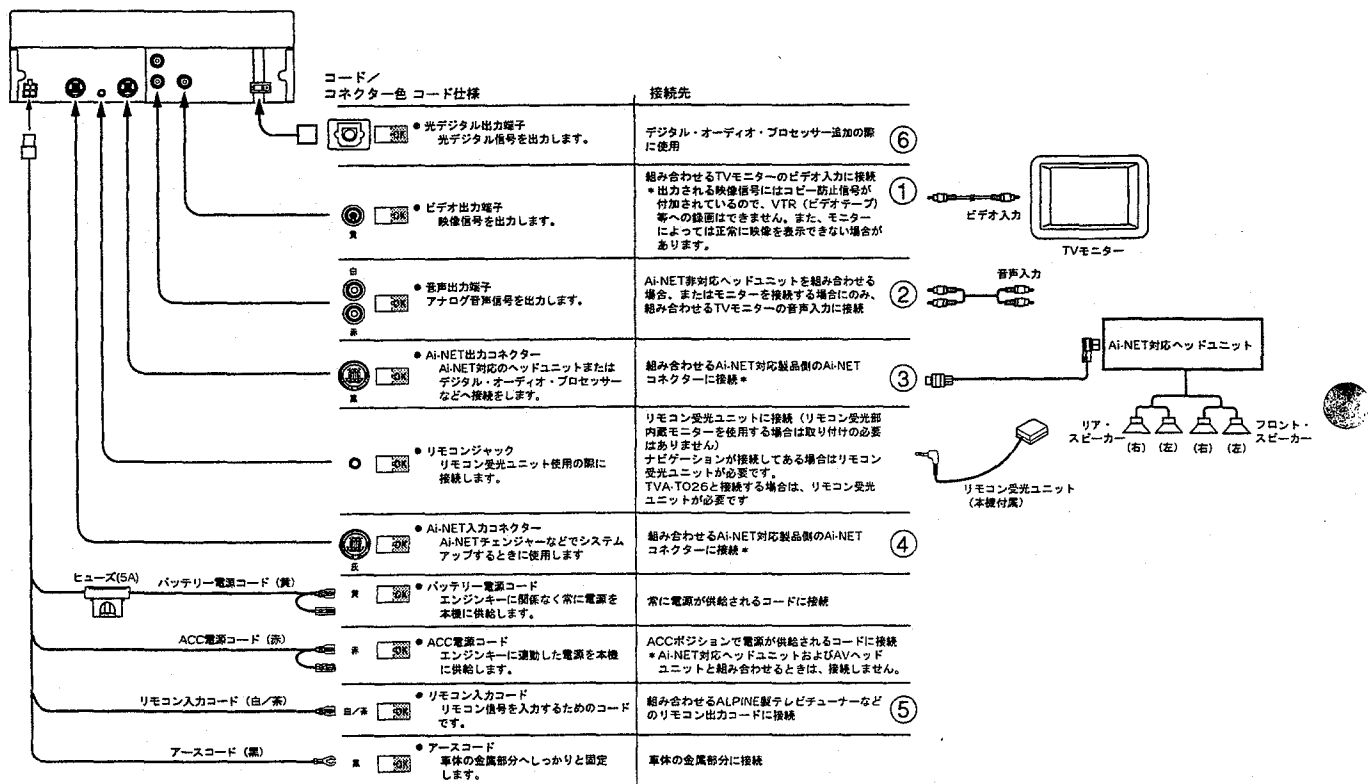 コード/
コネクター色 コード仕様
接続先
OK
● 光デジタル出力端子
光デジタル信号を出力します。
デジタル・オーディオ・プロセッサー追加の際
に使用
⑥
黄
OK
● ビデオ出力端子
映像信号を出力します。
組み合わせるTVモニターのビデオ入力に接続
* 出力される映像信号にはコピー防止信号が
付加されているので、VTR(ビデオテープ)
等への録画はできません。また、モニター
によっては正常に映像を表示できない場合が
あります。
①
ビデオ入力
TVモニター
白
赤
OK
● 音声出力端子
アナログ音声信号を出力します。
Ai-NET非対応ヘッドユニットを組み合わせる
場合、またはモニターを接続する場合にのみ、
組み合わせるTVモニターの音声入力に接続
②
音声入力
黒
OK
● Ai-NET出力コネクター
Ai-NET対応のヘッドユニットまたは
デジタル・オーディオ・プロセッサー
などへ接続をします。
組み合わせるAi-NET対応製品側のAi-NET
コネクターに接続*
③
Ai-NET対応ヘッドユニット
リア・
スピーカー
(右) (左) (右) (左)
フロント・
スピーカー
OK
● リモコンジャック
リモコン受光ユニット使用の際に
接続します。
リモコン受光ユニットに接続(リモコン受光部
内蔵モニターを使用する場合は取り付けの必要
はありません)
ナビゲーションが接続してある場合はリモコン
受光ユニットが必要です。
TVA-TO26と接続する場合は、リモコン受光
ユニットが必要です
リモコン受光ユニット
(本機付属)
OK
● Ai-NET入力コネクター
Ai-NETチェンジャーなどでシステム
アップするときに使用します
組み合わせるAi-NET対応製品側のAi-NET
コネクターに接続*
④
ヒューズ(5A)
バッテリー電源コード(黄)
黄
OK
● バッテリー電源コード
エンジンキーに関係なく常に電源を
本機に供給します。
常に電源が供給されるコードに接続
ACC電源コード(赤)
赤
OK
● ACC電源コード
エンジンキーに連動した電源を本機
に供給します。
ACCポジションで電源が供給されるコードに接続
* Ai-NET対応ヘッドユニットおよびAVヘッド
ユニットと組み合わせるときは、接続しません。
リモコン入力コード(白/茶)
白/茶
OK
● リモコン入力コード
リモコン信号を入力するためのコード
です。
組み合わせるALPINE製テレビチューナーなど
のリモコン出力コードに接続
⑤
アースコード(黒)
黒
OK
● アースコード
車体の金属部分へしっかりと固定
します。
車体の金属部分に接続